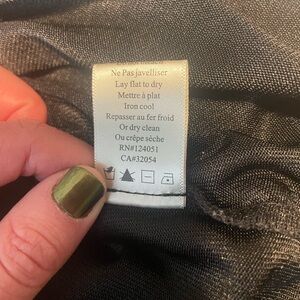 Ne Pas javelliser
Lay flat to dry
Mettre à plat
Iron cool
Repasser au fer froid
Or dry clean
Ou crêpe sèche
RN#124051
CA#32054